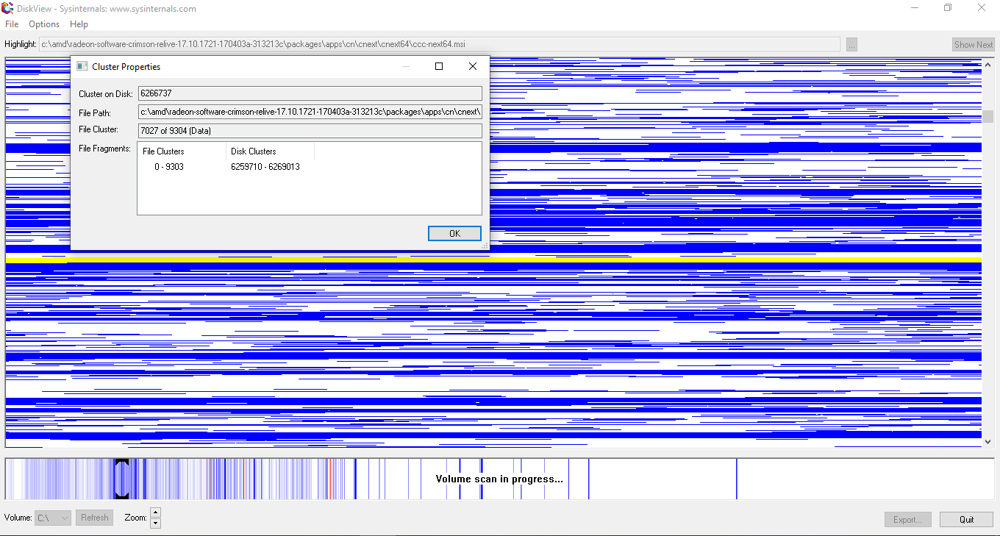 DiskView - Sysinternals: www.sysinternals.com
File Options Help
Highlight: c:\amd\radeon-software-crimson-relive-17.10.1721-170403a-313213c\packages\apps\cn\cnext\cnext64\ccc-next64.msi ... Show Next
Cluster Properties
Cluster on Disk: 6266737
File Path: c:\amd\radeon-software-crimson-relive-17.10.1721-170403a-313213c\packages\apps\cn\cnext\
File Cluster: 7027 of 9304 (Data)
File Fragments: File Clusters Disk Clusters
0 - 9303 6259710 - 6269013
OK
Volume scan in progress...
Volume: C:\ Refresh Zoom: Export... Quit